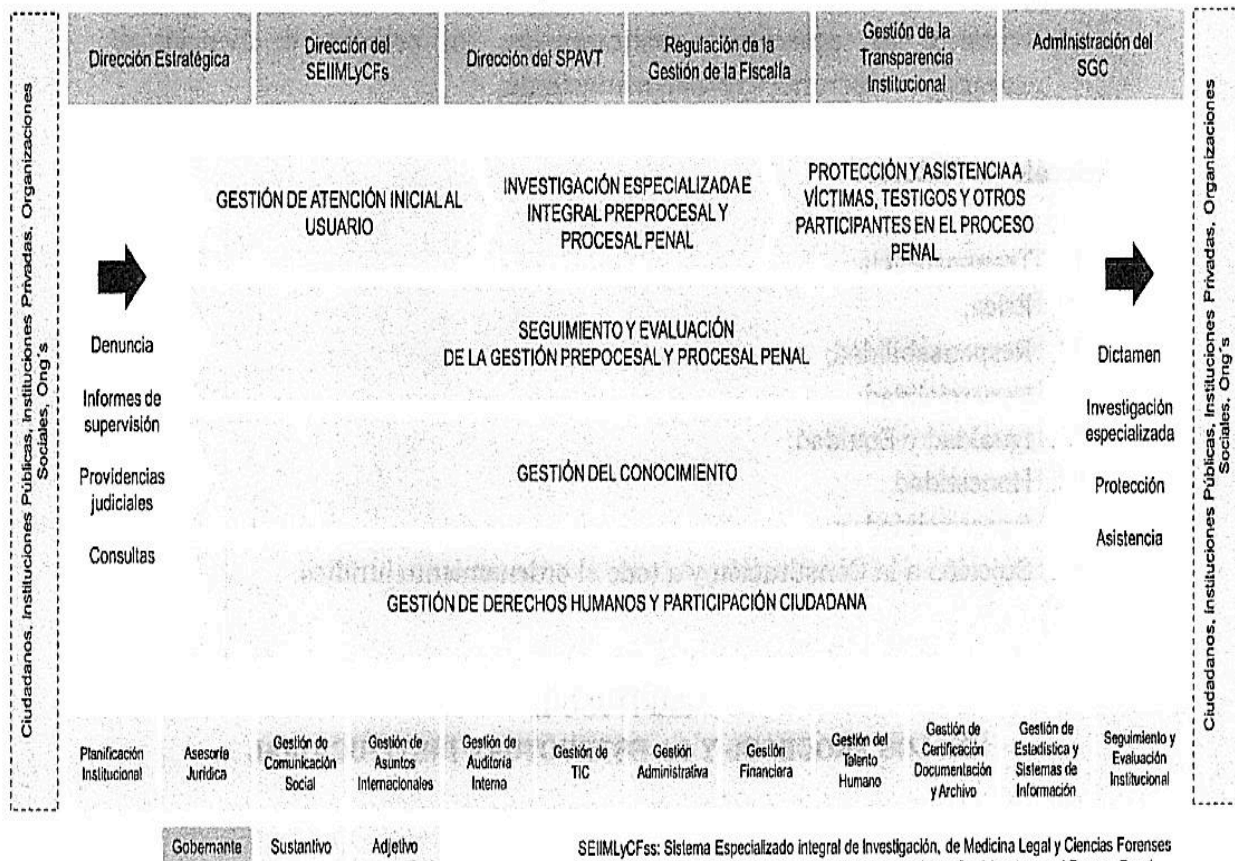 Ciudadanos, Instituciones Públicas, Instituciones Privadas, Organizaciones
Sociales, Ong´s
Dirección Estratégica
Dirección del
SEIIMLyCFs
Dirección del SPAVT
Regulación de la
Gestión de la Fiscalía
Gestión de la
Transparencia
Institucional
Administración del
SGC
GESTIÓN DE ATENCIÓN INICIAL AL
USUARIO
INVESTIGACIÓN ESPECIALIZADA E
INTEGRAL PREPROCESAL Y
PROCESAL PENAL
PROTECCIÓN Y ASISTENCIA A
VÍCTIMAS, TESTIGOS Y OTROS
PARTICIPANTES EN EL PROCESO
PENAL
Denuncia
Informes de
supervisión
Providencias
judiciales
Consultas
SEGUIMIENTO Y EVALUACIÓN
DE LA GESTIÓN PREPOCESAL Y PROCESAL PENAL
GESTIÓN DEL CONOCIMIENTO
GESTIÓN DE DERECHOS HUMANOS Y PARTICIPACIÓN CIUDADANA
Dictamen
Investigación
especializada
Protección
Asistencia
Ciudadanos, Instituciones Públicas, Instituciones Privadas, Organizaciones
Sociales, Ong´s
Planificación
Institucional
Asesoría
Jurídica
Gestión de
Comunicación
Social
Gestión de
Asuntos
Internacionales
Gestión de
Auditoría
Interna
Gestión
de TIC
Gestión
Administrativa
Gestión
Financiera
Gestión del
Talento
Humano
Gestión de
Certificación
Documentación
y Archivo
Gestión de
Estadística y
Sistemas de
Información
Seguimiento y
Evaluación
Institucional
Gobernante
Sustantivo
Adjetivo
SEIIMLyCFss: Sistema Especializado integral de Investigación, de Medicina Legal y Ciencias Forenses